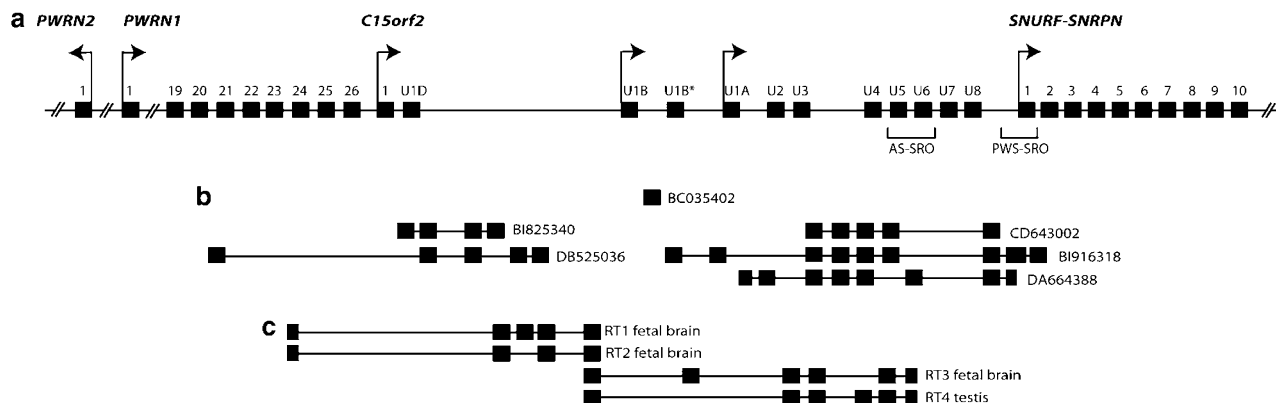 a
PWRN2 PWRN1 C15orf2 SNURF-SNRPN
1 1 19 20 21 22 23 24 25 26 1 U1D U1B U1B* U1A U2 U3 U4 U5 U6 U7 U8 1 2 3 4 5 6 7 8 9 10
AS-SRO PWS-SRO
b
BC035402
BI825340 CD643002
DB525036 BI916318
DA664388
c
RT1 fetal brain
RT2 fetal brain
RT3 fetal brain
RT4 testis